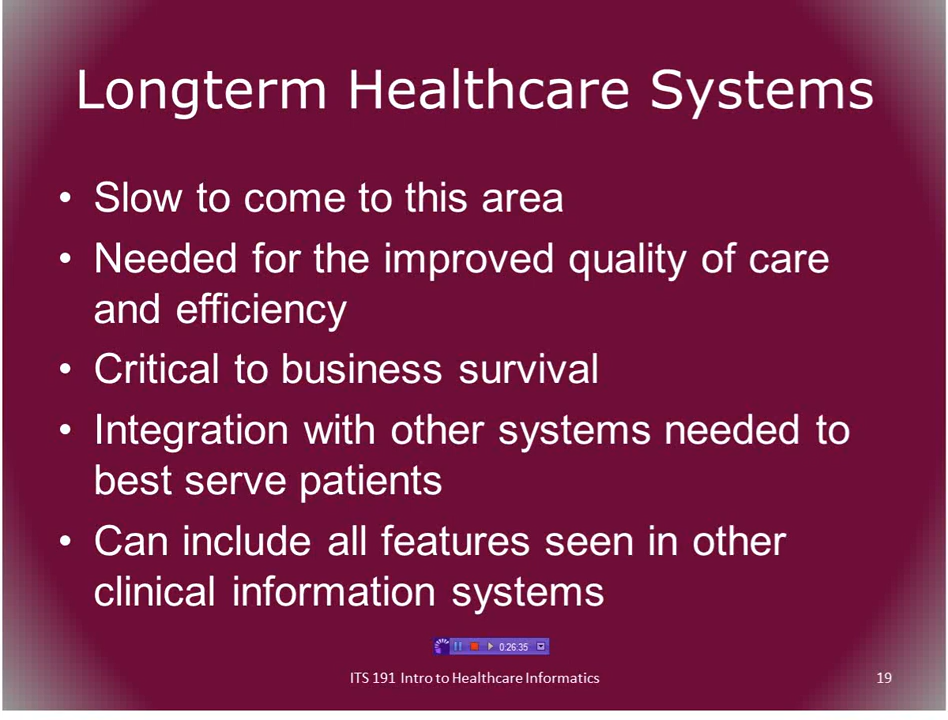 Longterm Healthcare Systems
• Slow to come to this area
• Needed for the improved quality of care
and efficiency
• Critical to business survival
• Integration with other systems needed to
best serve patients
• Can include all features seen in other
clinical information systems
0:26:35
ITS 191 Intro to Healthcare Informatics 19